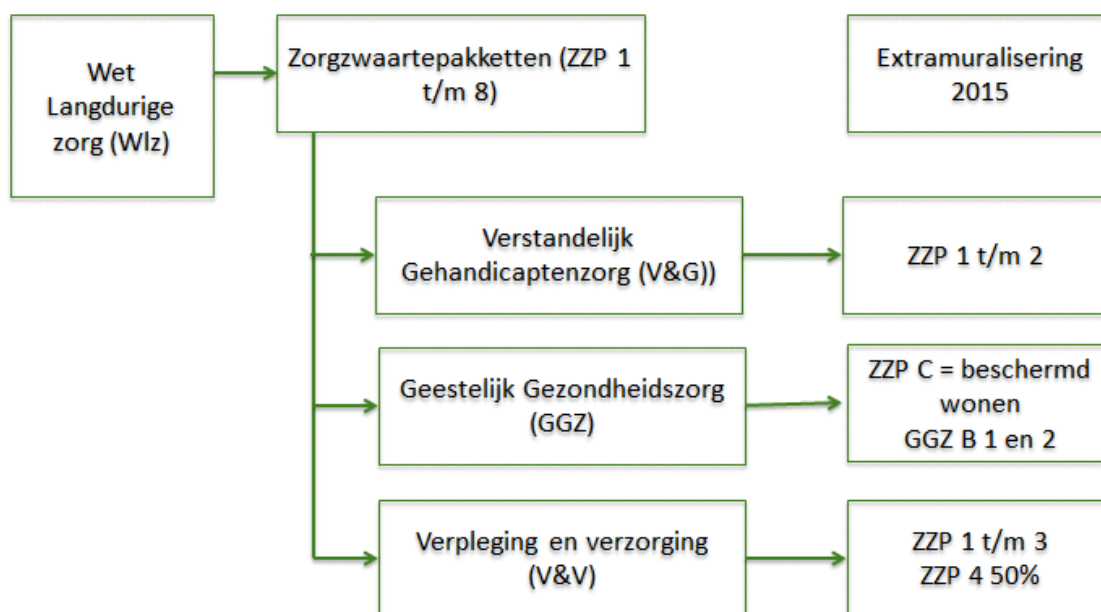 Wet
Langdurige
zorg (Wlz)
Zorgzwaartepakketten (ZZP 1
t/m 8)
Extramuralisering
2015
Verstandelijk
Gehandicaptenzorg (V&G))
ZZP 1 t/m 2
Geestelijk Gezondheidszorg
(GGZ)
ZZP C = beschermd
wonen
GGZ B 1 en 2
Verpleging en verzorging
(V&V)
ZZP 1 t/m 3
ZZP 4 50%